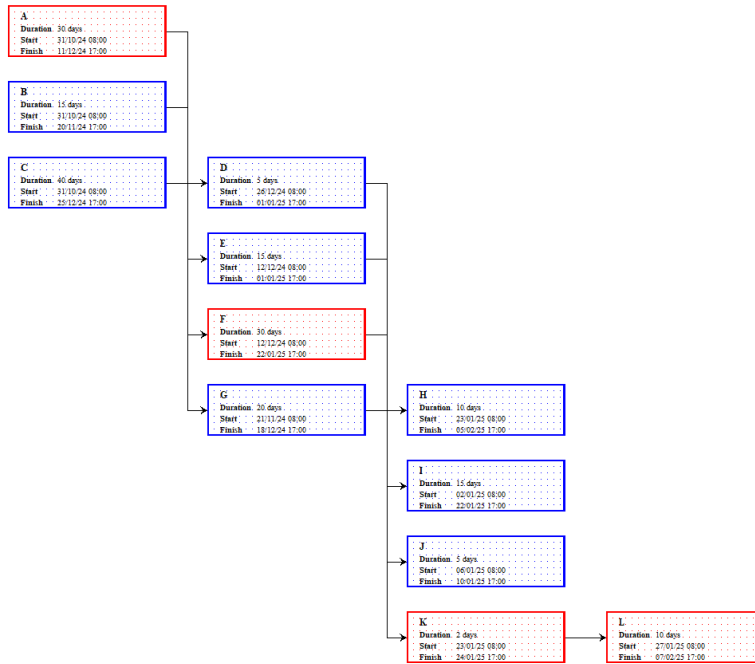 A
Duration 30 days
Start 31/10/24 08:00
Finish 11/12/24 17:00
B
Duration 15 days
Start 31/10/24 08:00
Finish 20/11/24 17:00
C
Duration 40 days
Start 31/10/24 08:00
Finish 25/12/24 17:00
D
Duration 5 days
Start 26/12/24 08:00
Finish 01/01/25 17:00
E
Duration 15 days
Start 12/12/24 08:00
Finish 01/01/25 17:00
F
Duration 30 days
Start 12/12/24 08:00
Finish 22/01/25 17:00
G
Duration 20 days
Start 21/11/24 08:00
Finish 18/12/24 17:00
H
Duration 10 days
Start 23/01/25 08:00
Finish 05/02/25 17:00
I
Duration 15 days
Start 02/01/25 08:00
Finish 22/01/25 17:00
J
Duration 5 days
Start 06/01/25 08:00
Finish 10/01/25 17:00
K
Duration 2 days
Start 23/01/25 08:00
Finish 24/01/25 17:00
L
Duration 10 days
Start 27/01/25 08:00
Finish 07/02/25 17:00